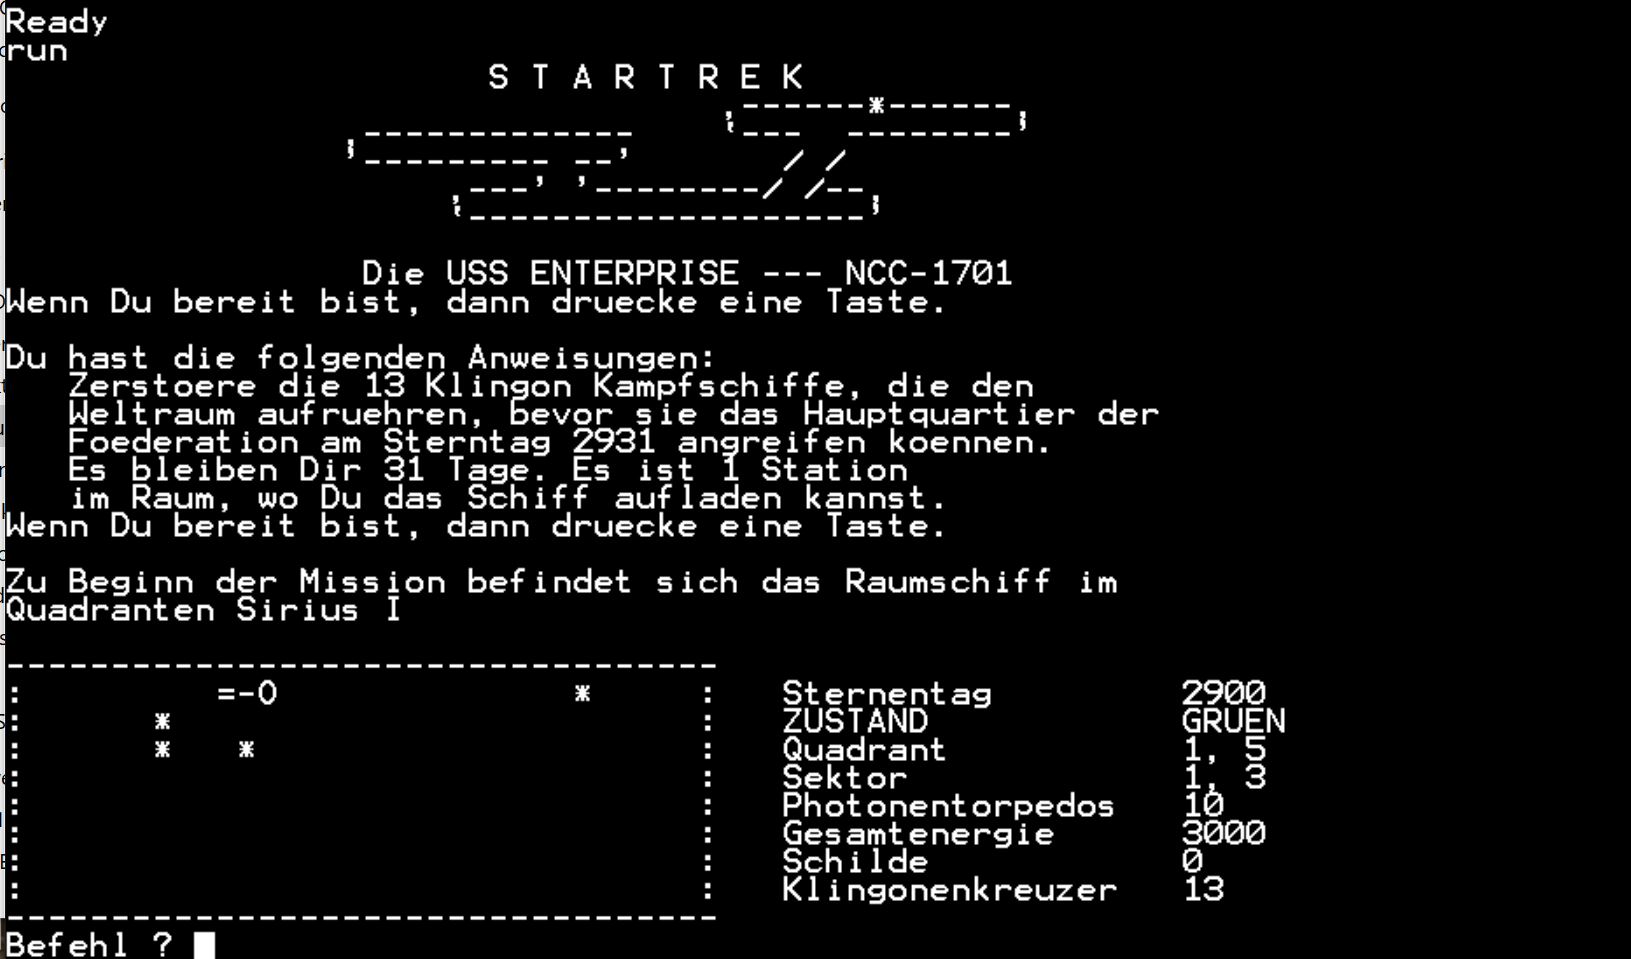 Ready
run
S T A R T R E K
------*------
,--- --------;
------------- 
;--------- --,
----, ,--------/ /--
;-------------------;
Die USS ENTERPRISE --- NCC-1701
Wenn Du bereit bist, dann druecke eine Taste.
Du hast die folgenden Anweisungen:
Zerstoere die 13 Klingon Kampfschiffe, die den
Weltraum aufruehren, bevor sie das Hauptquartier der
Foederation am Sterntag 2931 angreifen koennen.
Es bleiben Dir 31 Tage. Es ist 1 Station
im Raum, wo Du das Schiff aufladen kannst.
Wenn Du bereit bist, dann druecke eine Taste.
Zu Beginn der Mission befindet sich das Raumschiff im
Quadranten Sirius I
----------------------------------
: =-O * : Sternentag 2900
: * : ZUSTAND GRUEN
: * * : Quadrant 1, 5
: : Sektor 1, 3
: : Photonentorpedos 10
: : Gesamtenergie 3000
: : Schilde 0
: : Klingonenkreuzer 13
----------------------------------
Befehl ?